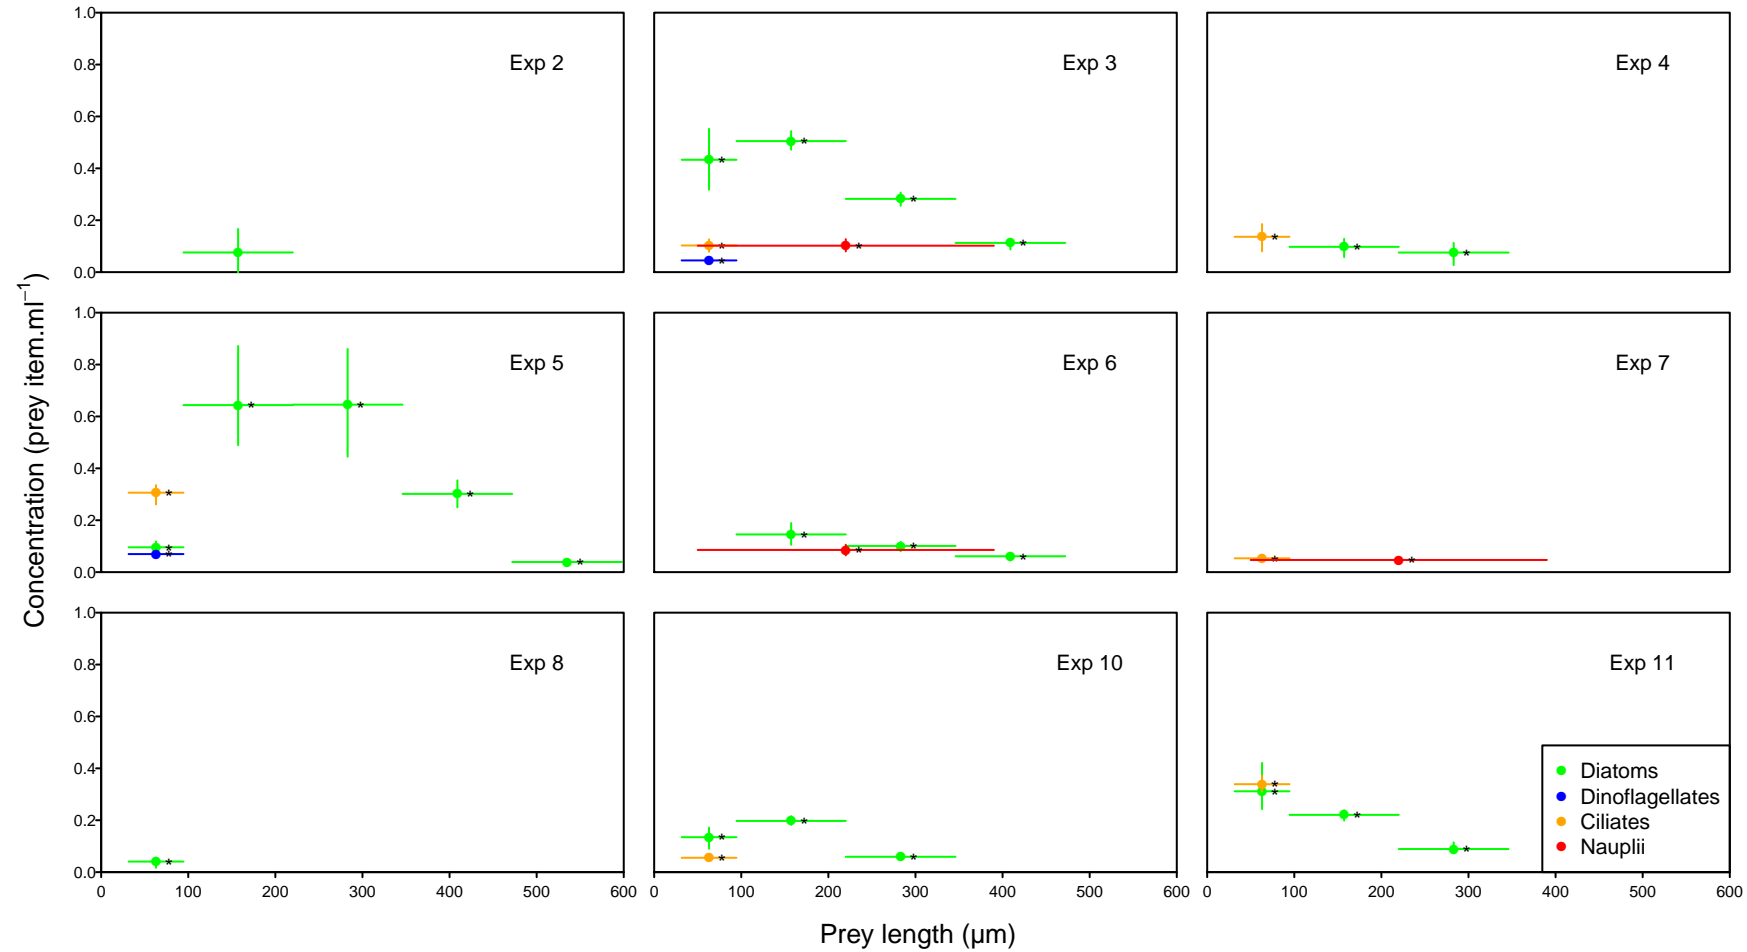 1.0
0.8
0.6
0.4
0.2
0.0
Exp 2
Exp 3
Exp 4
1.0
0.8
0.6
0.4
0.2
0.0
Exp 5
Exp 6
Exp 7
1.0
0.8
0.6
0.4
0.2
0.0
Exp 8
Exp 10
Exp 11
Diatoms
Dinoflagellates
Ciliates
Nauplii
0 100 200 300 400 500 600
0 100 200 300 400 500 600
0 100 200 300 400 500 600
Concentration (prey item.ml⁻¹)
Prey length (µm)